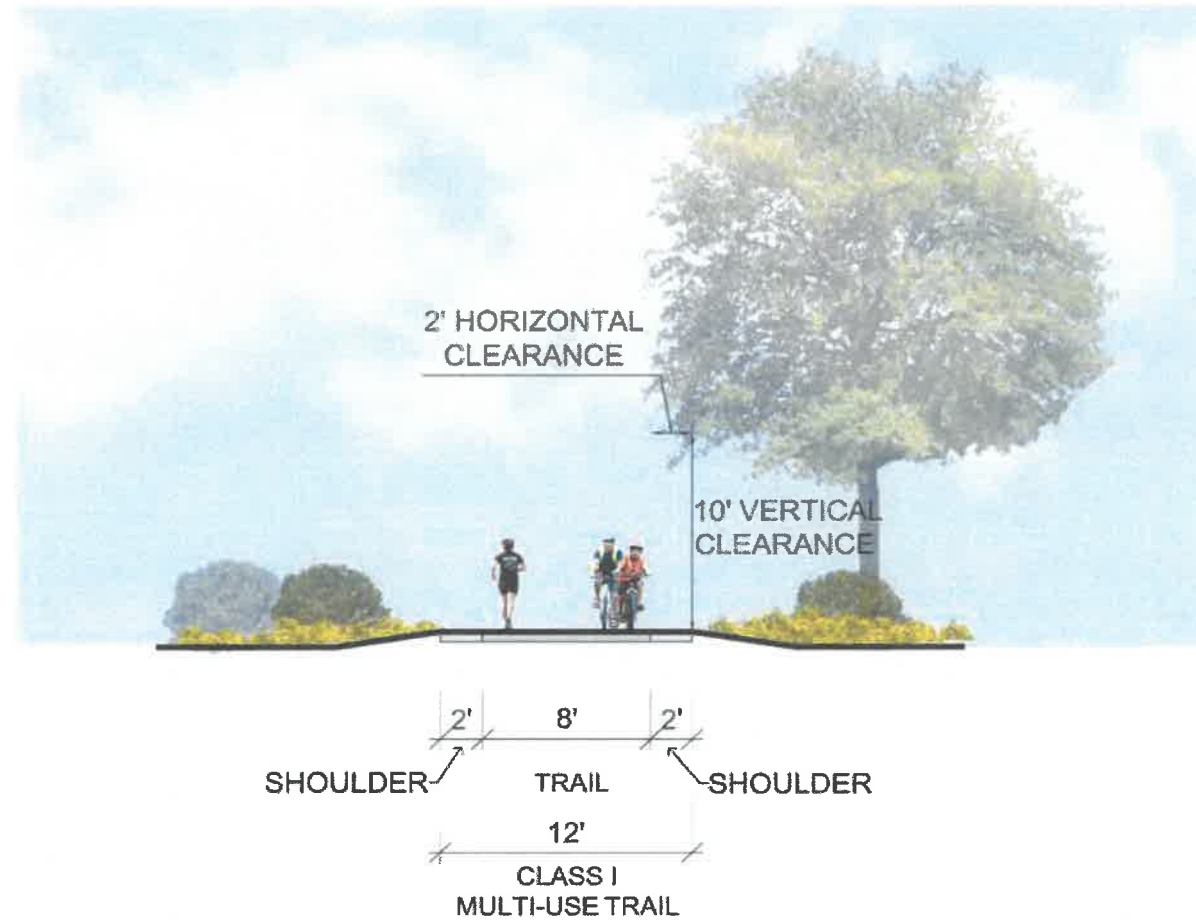 2' HORIZONTAL
CLEARANCE
10' VERTICAL
CLEARANCE
2' 8' 2'
SHOULDER TRAIL SHOULDER
12'
CLASS I
MULTI-USE TRAIL